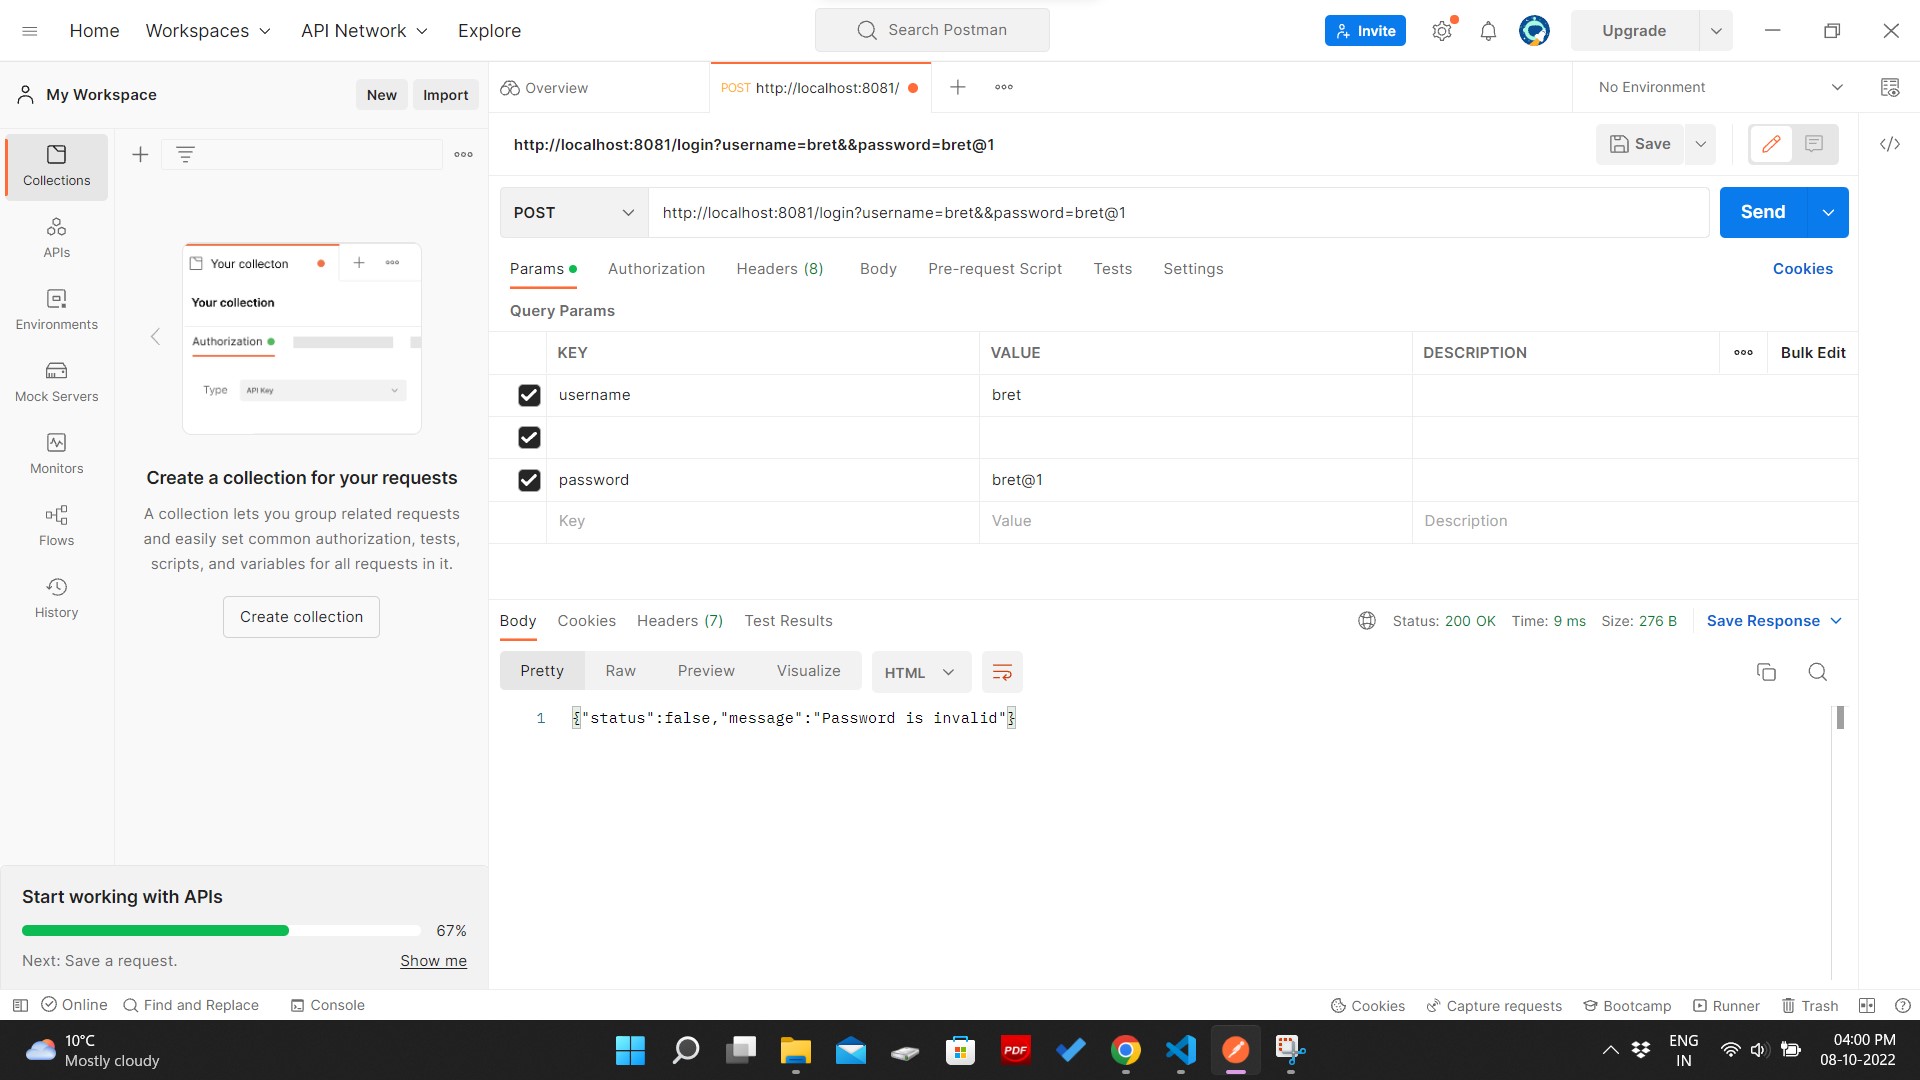 Home Workspaces API Network Explore Search Postman Invite Upgrade
My Workspace New Import
Overview POST http://localhost:8081/ No Environment
http://localhost:8081/login?username=bret&&password=bret@1 Save
POST http://localhost:8081/login?username=bret&&password=bret@1 Send
Params Authorization Headers (8) Body Pre-request Script Tests Settings Cookies
Query Params
KEY VALUE DESCRIPTION Bulk Edit
username bret
password bret@1
Key Value Description
Collections
APIs
Environments
Mock Servers
Monitors
Flows
History
Your collecton
Your collection
Authorization
Type API Key
Create a collection for your requests
A collection lets you group related requests
and easily set common authorization, tests,
scripts, and variables for all requests in it.
Create collection
Body Cookies Headers (7) Test Results Status: 200 OK Time: 9 ms Size: 276 B Save Response
Pretty Raw Preview Visualize HTML
1 {"status":false,"message":"Password is invalid"}
Start working with APIs
67%
Next: Save a request. Show me
Online Find and Replace Console Cookies Capture requests Bootcamp Runner Trash
10°C
Mostly cloudy
PDF
ENG
IN
04:00 PM
08-10-2022